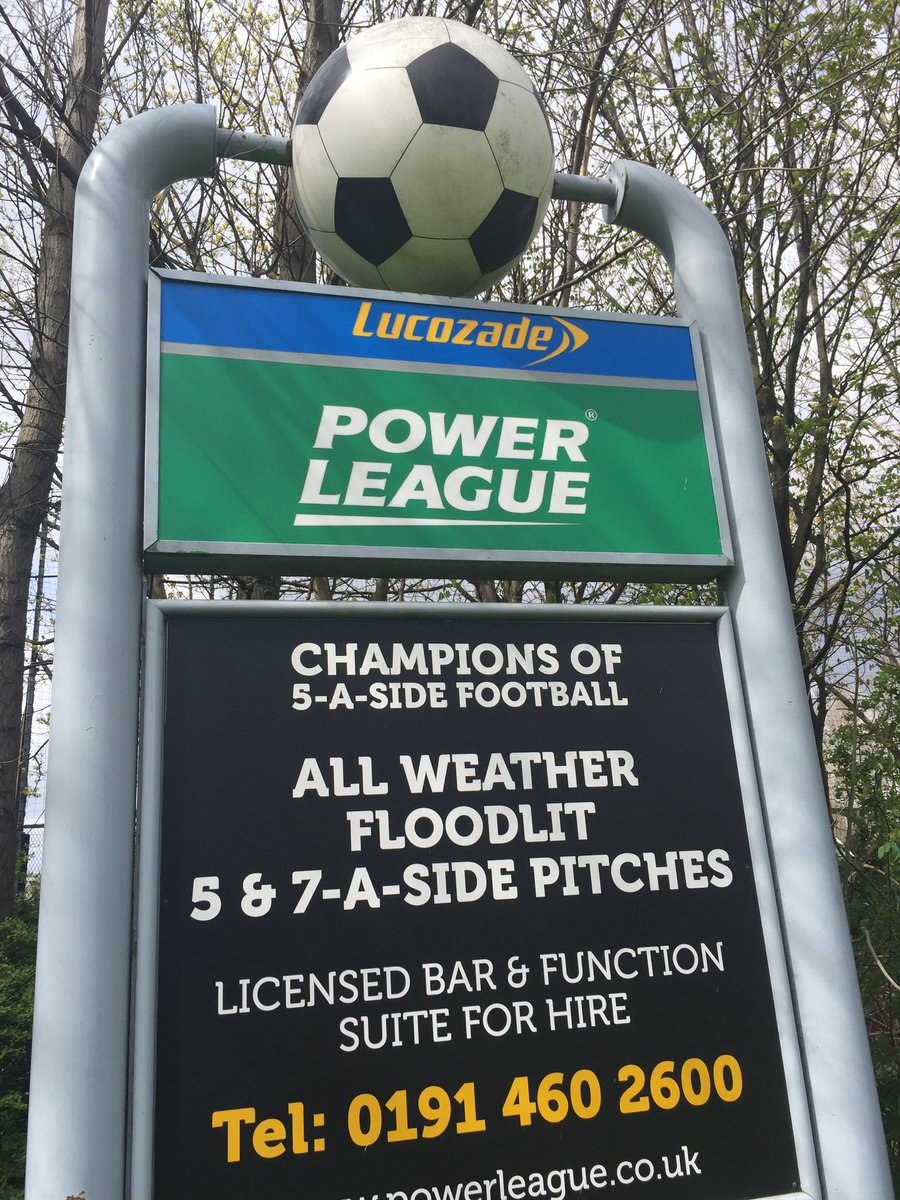 Lucozade
POWER ®
LEAGUE
CHAMPIONS OF
5-A-SIDE FOOTBALL
ALL WEATHER
FLOODLIT
5 & 7-A-SIDE PITCHES
LICENSED BAR & FUNCTION
SUITE FOR HIRE
Tel: 0191 460 2600
www.powerleague.co.uk